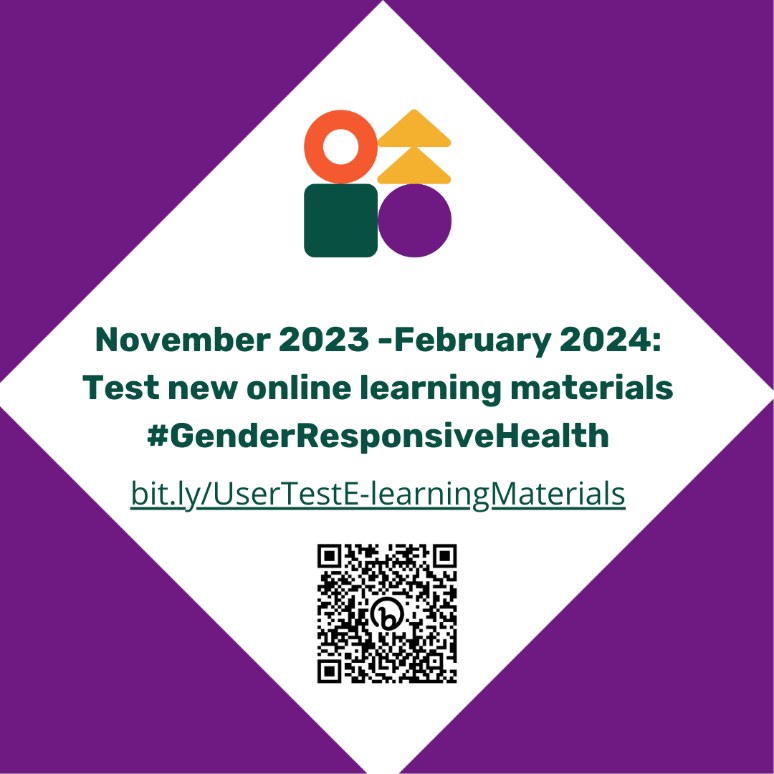 November 2023 -February 2024:
Test new online learning materials
#GenderResponsiveHealth
bit.ly/UserTestE-learningMaterials
b